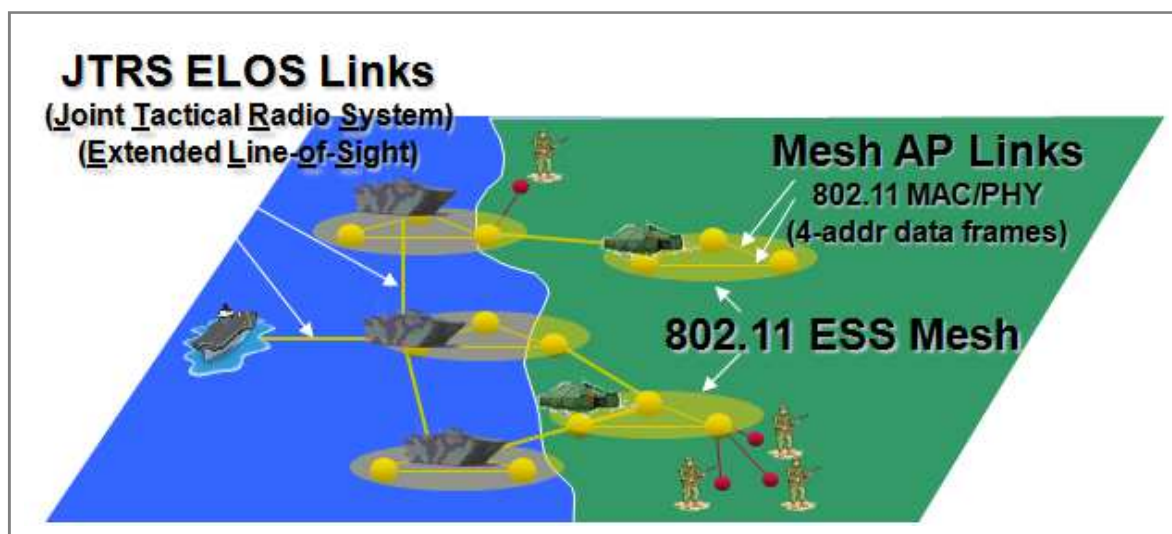 JTRS ELOS Links
(Joint Tactical Radio System)
(Extended Line-of-Sight)
Mesh AP Links
802.11 MAC/PHY
(4-addr data frames)
802.11 ESS Mesh